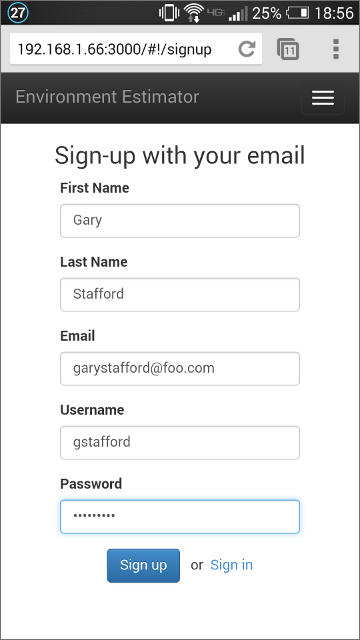 27 4G 25% 18:56
192.168.1.66:3000/#!/signup 11
Environment Estimator
Sign-up with your email
First Name
Gary
Last Name
Stafford
Email
garystafford@foo.com
Username
gstafford
Password
•••••••••
Sign up or Sign in